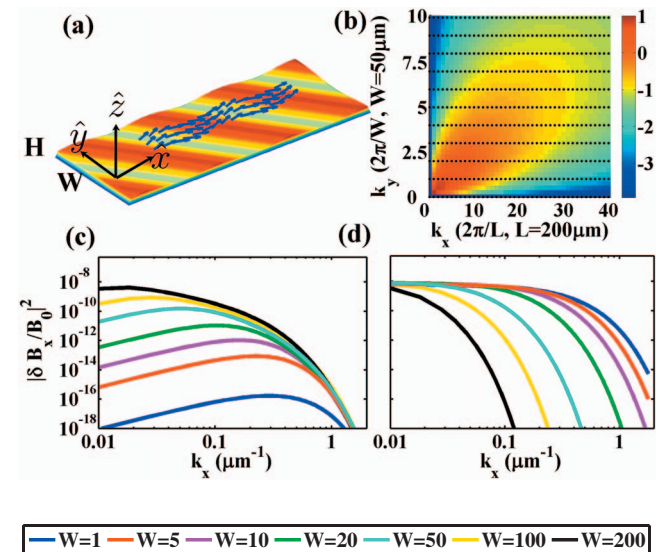 (a)
H
W
ẑ
ŷ
x̂
(b)
10
7.5
5
2.5
0
k_y (2π/W, W=50μm)
0 10 20 30 40
k_x (2π/L, L=200μm)
1
0
-1
-2
-3
(c)
10^-8
10^-10
10^-12
10^-14
10^-16
10^-18
|δ B_x/B_0|^2
0.01 0.1 1
k_x (μm^-1)
(d)
0.01 0.1 1
k_x (μm^-1)
W=1 W=5 W=10 W=20 W=50 W=100 W=200